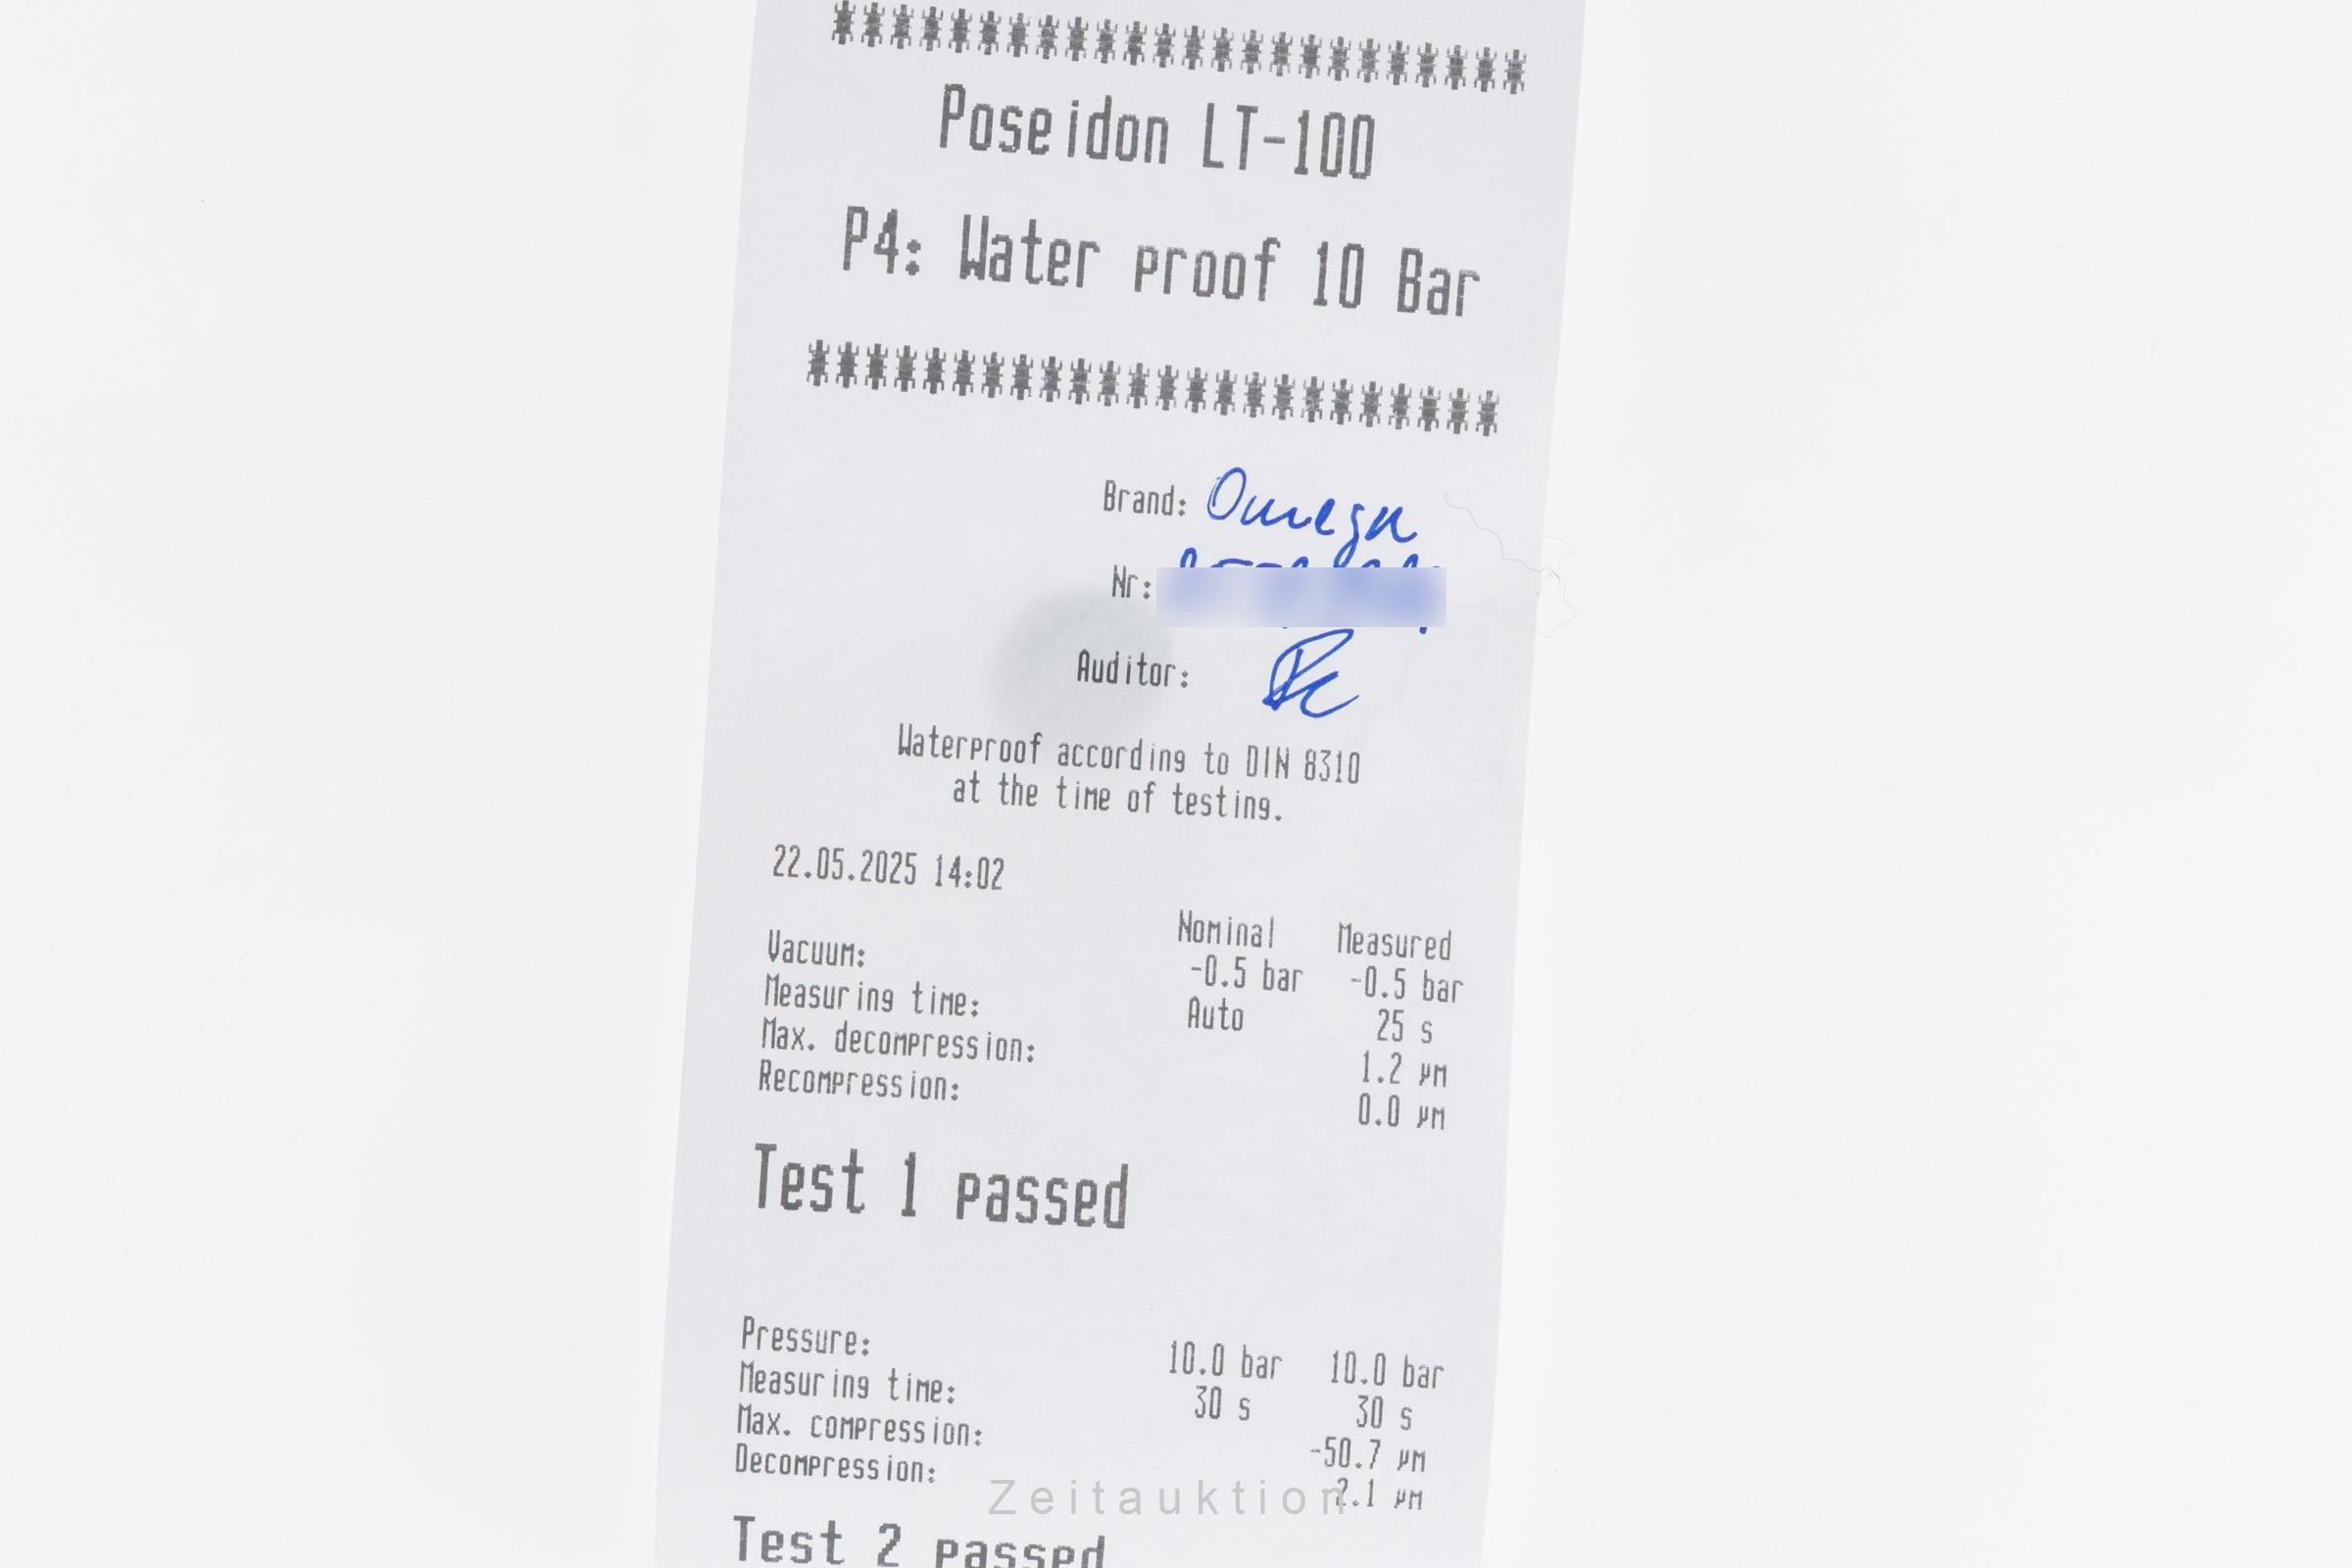 ************************
Poseidon LT-100
P4: Water proof 10 Bar
************************
Brand: Omega
Nr:
Auditor:
Waterproof according to DIN 8310
at the time of testing.
22.05.2025 14:02
Nominal Measured
Vacuum: -0.5 bar -0.5 bar
Measuring time: Auto 25 s
Max. decompression: 1.2 µm
Recompression: 0.0 µm
Test 1 passed
Pressure: 10.0 bar 10.0 bar
Measuring time: 30 s 30 s
Max. compression: -50.7 µm
Decompression: 2.1 µm
Zeitauktion
Test 2 passed